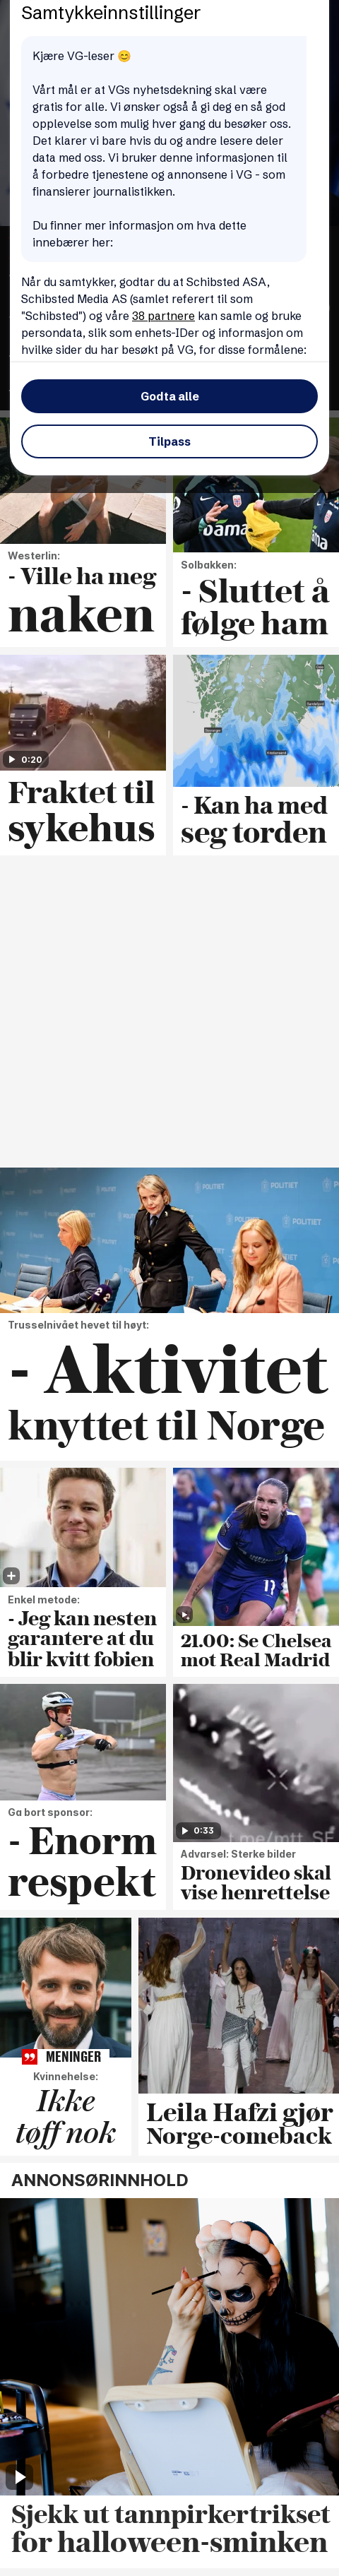 Samtykkeinnstillinger
Kjære VG-leser 😊
Vårt mål er at VGs nyhetsdekning skal være
gratis for alle. Vi ønsker også å gi deg en så god
opplevelse som mulig hver gang du besøker oss.
Det klarer vi bare hvis du og andre lesere deler
data med oss. Vi bruker denne informasjonen til
å forbedre tjenestene og annonsene i VG - som
finansierer journalistikken.
Du finner mer informasjon om hva dette
innebærer her:
Når du samtykker, godtar du at Schibsted ASA,
Schibsted Media AS (samlet referert til som
"Schibsted") og våre 38 partnere kan samle og bruke
persondata, slik som enhets-IDer og informasjon om
hvilke sider du har besøkt på VG, for disse formålene:
Godta alle
Tilpass
Westerlin:
- Ville ha meg
naken
Solbakken:
- Sluttet å
følge ham
0:20
Fraktet til
sykehus
- Kan ha med
seg torden
POLITIET
POLITIET
POLITIET
Trusselnivået hevet til høyt:
- Aktivitet
knyttet til Norge
Enkel metode:
- Jeg kan nesten
garantere at du
blir kvitt fobien
11
21.00: Se Chelsea
mot Real Madrid
Ga bort sponsor:
- Enorm
respekt
0:33
Advarsel: Sterke bilder
Dronevideo skal
vise henrettelse
MENINGER
Kvinnehelse:
Ikke
tøff nok
Leila Hafzi gjør
Norge-comeback
ANNONSØRINNHOLD
Sjekk ut tannpirkertrikset
for halloween-sminken